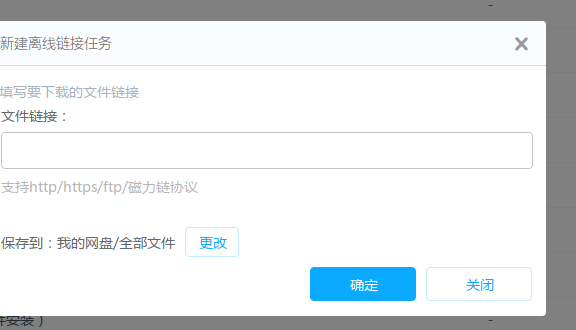 -
新建离线链接任务
填写要下载的文件链接
文件链接：
支持http/https/ftp/磁力链协议
保存到：我的网盘/全部文件 更改
确定 关闭
件安装） -